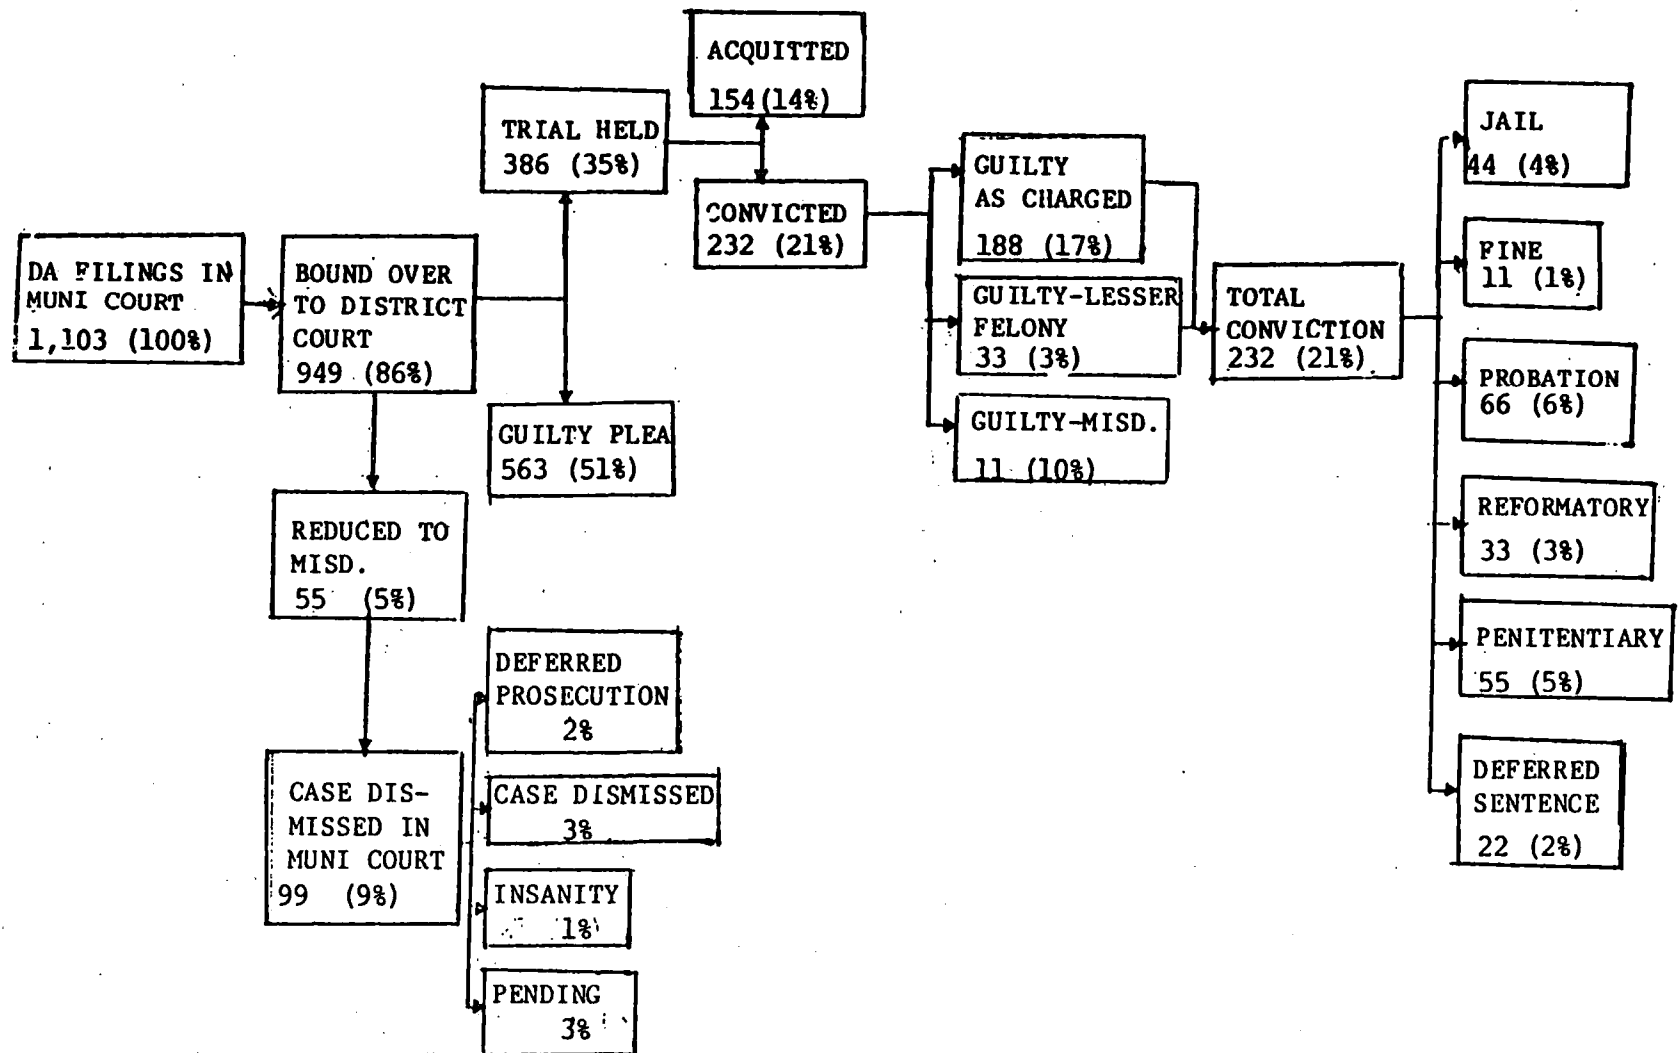 DA FILINGS IN
MUNI COURT
1,103 (100%)
BOUND OVER
TO DISTRICT
COURT
949 (86%)
REDUCED TO
MISD.
55 (5%)
CASE DIS-
MISSED IN
MUNI COURT
99 (9%)
DEFERRED
PROSECUTION
2%
CASE DISMISSED
3%
INSANITY
1%
PENDING
3%
TRIAL HELD
386 (35%)
GUILTY PLEA
563 (51%)
ACQUITTED
154 (14%)
CONVICTED
232 (21%)
GUILTY
AS CHARGED
188 (17%)
GUILTY-LESSER
FELONY
33 (3%)
GUILTY-MISD.
11 (10%)
TOTAL
CONVICTION
232 (21%)
JAIL
44 (4%)
FINE
11 (1%)
PROBATION
66 (6%)
REFORMATORY
33 (3%)
PENITENTIARY
55 (5%)
DEFERRED
SENTENCE
22 (2%)